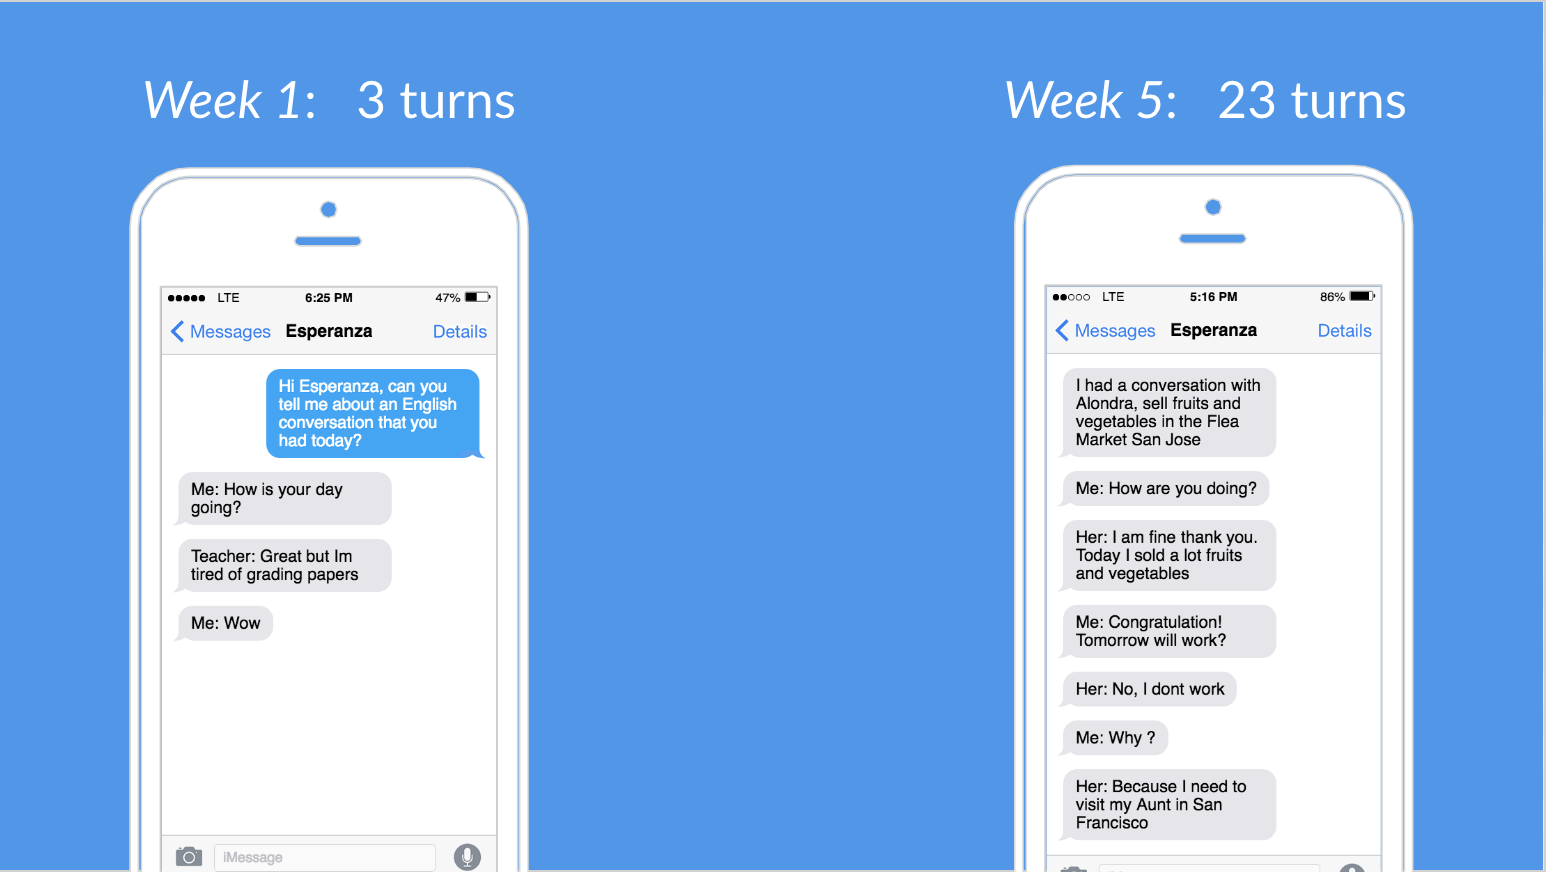 Week 1: 3 turns
LTE 6:25 PM 47%
Messages Esperanza Details
Hi Esperanza, can you
tell me about an English
conversation that you
had today?
Me: How is your day
going?
Teacher: Great but Im
tired of grading papers
Me: Wow
iMessage
Week 5: 23 turns
LTE 5:16 PM 86%
Messages Esperanza Details
I had a conversation with
Alondra, sell fruits and
vegetables in the Flea
Market San Jose
Me: How are you doing?
Her: I am fine thank you.
Today I sold a lot fruits
and vegetables
Me: Congratulation!
Tomorrow will work?
Her: No, I dont work
Me: Why ?
Her: Because I need to
visit my Aunt in San
Francisco